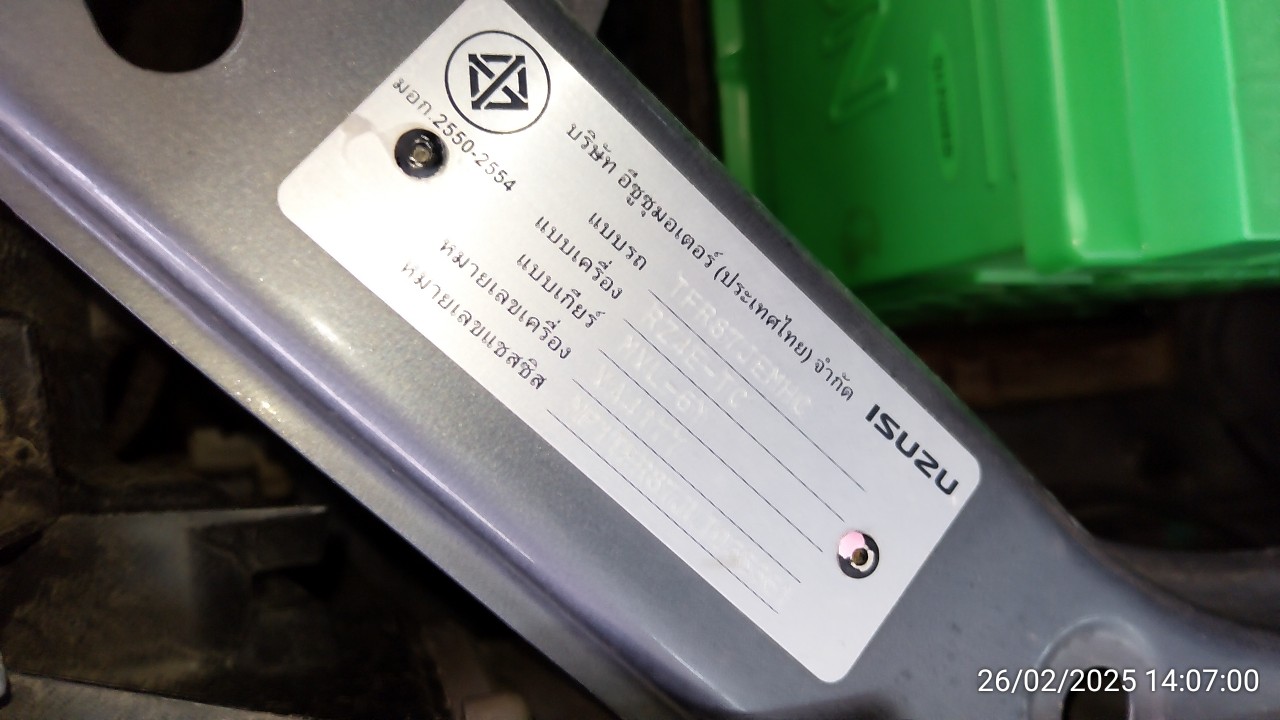 มอก.2550-2554
บริษัท อีซูซุมอเตอร์ (ประเทศไทย) จำกัด
ISUZU
แบบรถ TFR87JEMHC
แบบเครื่อง RZ4E-TC
แบบเกียร์
หมายเลขเครื่อง
หมายเลขแชสซิส
26/02/2025 14:07:00